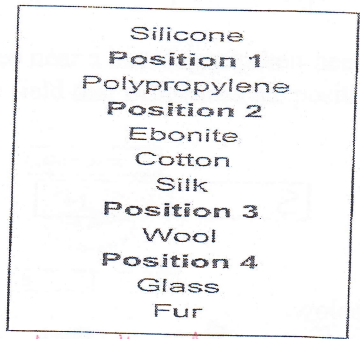 Silicone
Position 1
Polypropylene
Position 2
Ebonite
Cotton
Silk
Position 3
Wool
Position 4
Glass
Fur